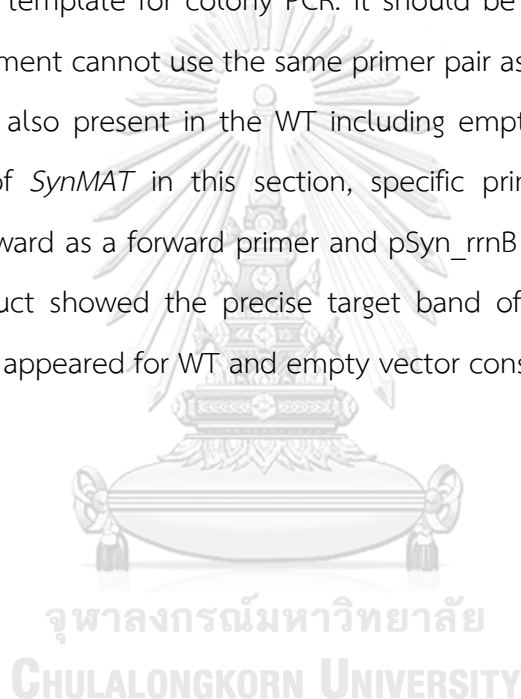 template for colony PCR. It should be
ment cannot use the same primer pair as
also present in the WT including empt
of SynMAT in this section, specific prim
ward as a forward primer and pSyn_rrnB
uct showed the precise target band of
appeared for WT and empty vector cons
จุฬาลงกรณ์มหาวิทยาลัย
CHULALONGKORN UNIVERSITY